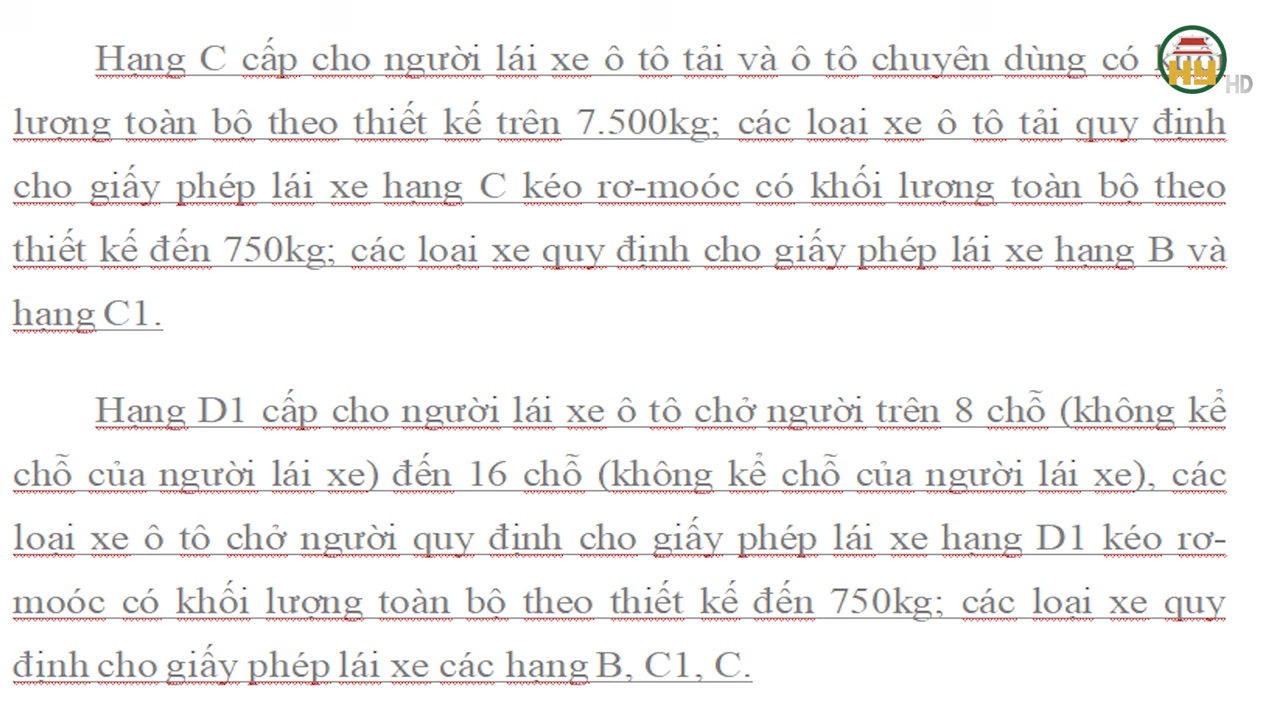 Hạng C cấp cho người lái xe ô tô tải và ô tô chuyên dùng có
lượng toàn bộ theo thiết kế trên 7.500kg; các loại xe ô tô tải quy định
cho giấy phép lái xe hạng C kéo rơ-moóc có khối lượng toàn bộ theo
thiết kế đến 750kg; các loại xe quy định cho giấy phép lái xe hạng B và
hạng C1.
Hạng D1 cấp cho người lái xe ô tô chở người trên 8 chỗ (không kể
chỗ của người lái xe) đến 16 chỗ (không kể chỗ của người lái xe), các
loại xe ô tô chở người quy định cho giấy phép lái xe hạng D1 kéo rơ-
moóc có khối lượng toàn bộ theo thiết kế đến 750kg; các loại xe quy
định cho giấy phép lái xe các hạng B, C1, C.
HY
HD